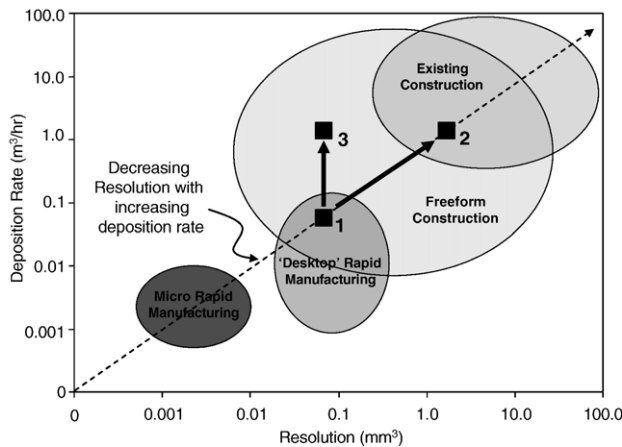 Deposition Rate (m³/hr)
100.0
10.0
1.0
0.1
0.01
0.001
0
Existing
Construction
3
2
Decreasing
Resolution with
increasing
deposition rate
Freeform
Construction
1
'Desktop' Rapid
Manufacturing
Micro Rapid
Manufacturing
0
0.001
0.01
0.1
1.0
10.0
100.0
Resolution (mm³)